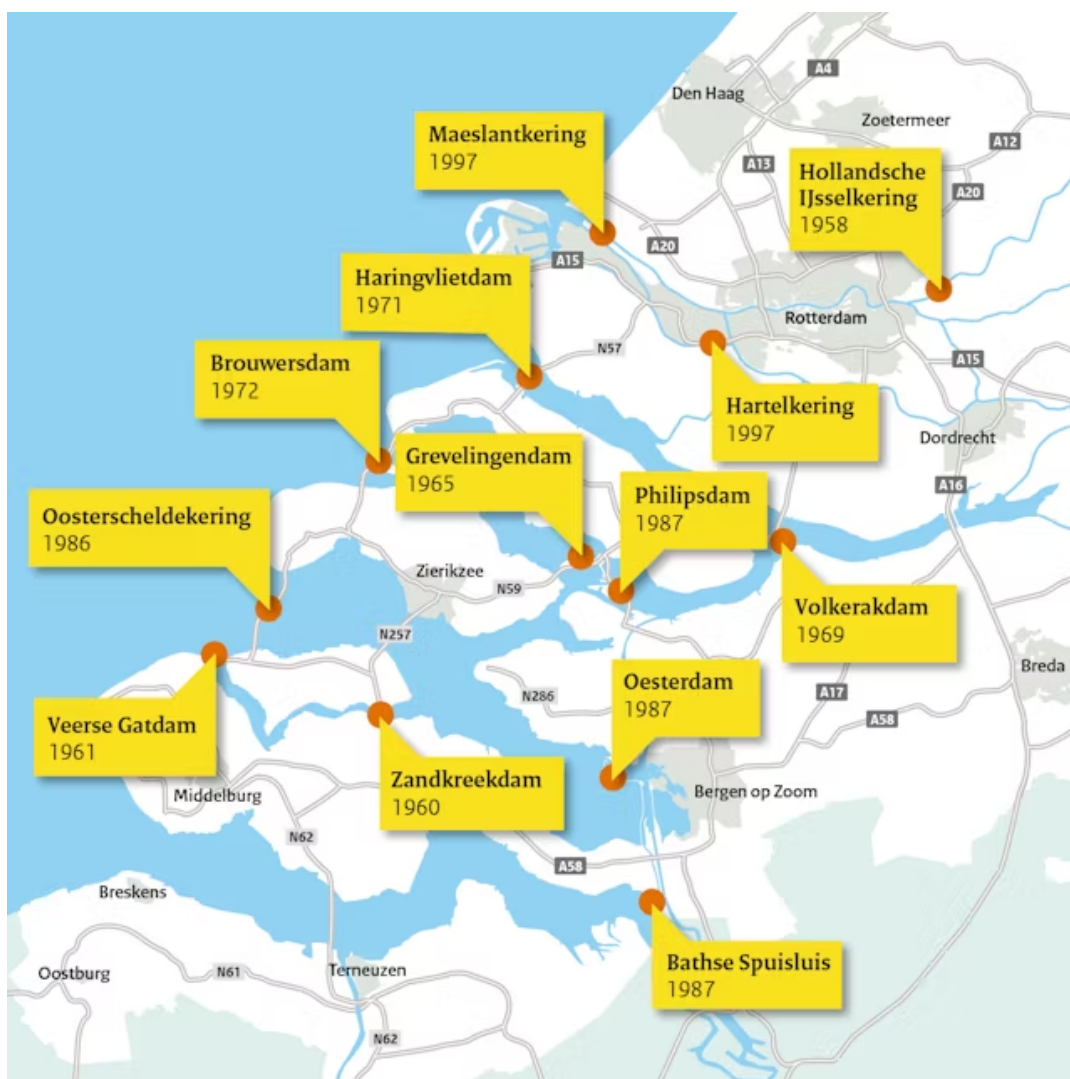 A4
Den Haag
Zoetermeer
Maeslantkering
1997
A12
A13
Hollandsche
IJsselkering
1958
A20
A20
A15
Haringvlietdam
1971
Rotterdam
N57
A15
Brouwersdam
1972
Hartelkering
1997
Dordrecht
Grevelingendam
1965
A16
Philipsdam
1987
Oosterscheldekering
1986
Zierikzee
N59
Volkerakdam
1969
N257
Breda
Oesterdam
1987
N286
A17
A58
Veerse Gatdam
1961
Zandkreekdam
1960
Middelburg
Bergen op Zoom
N62
A58
Breskens
Bathse Spuisluis
1987
Oostburg
N61
Terneuzen
N62